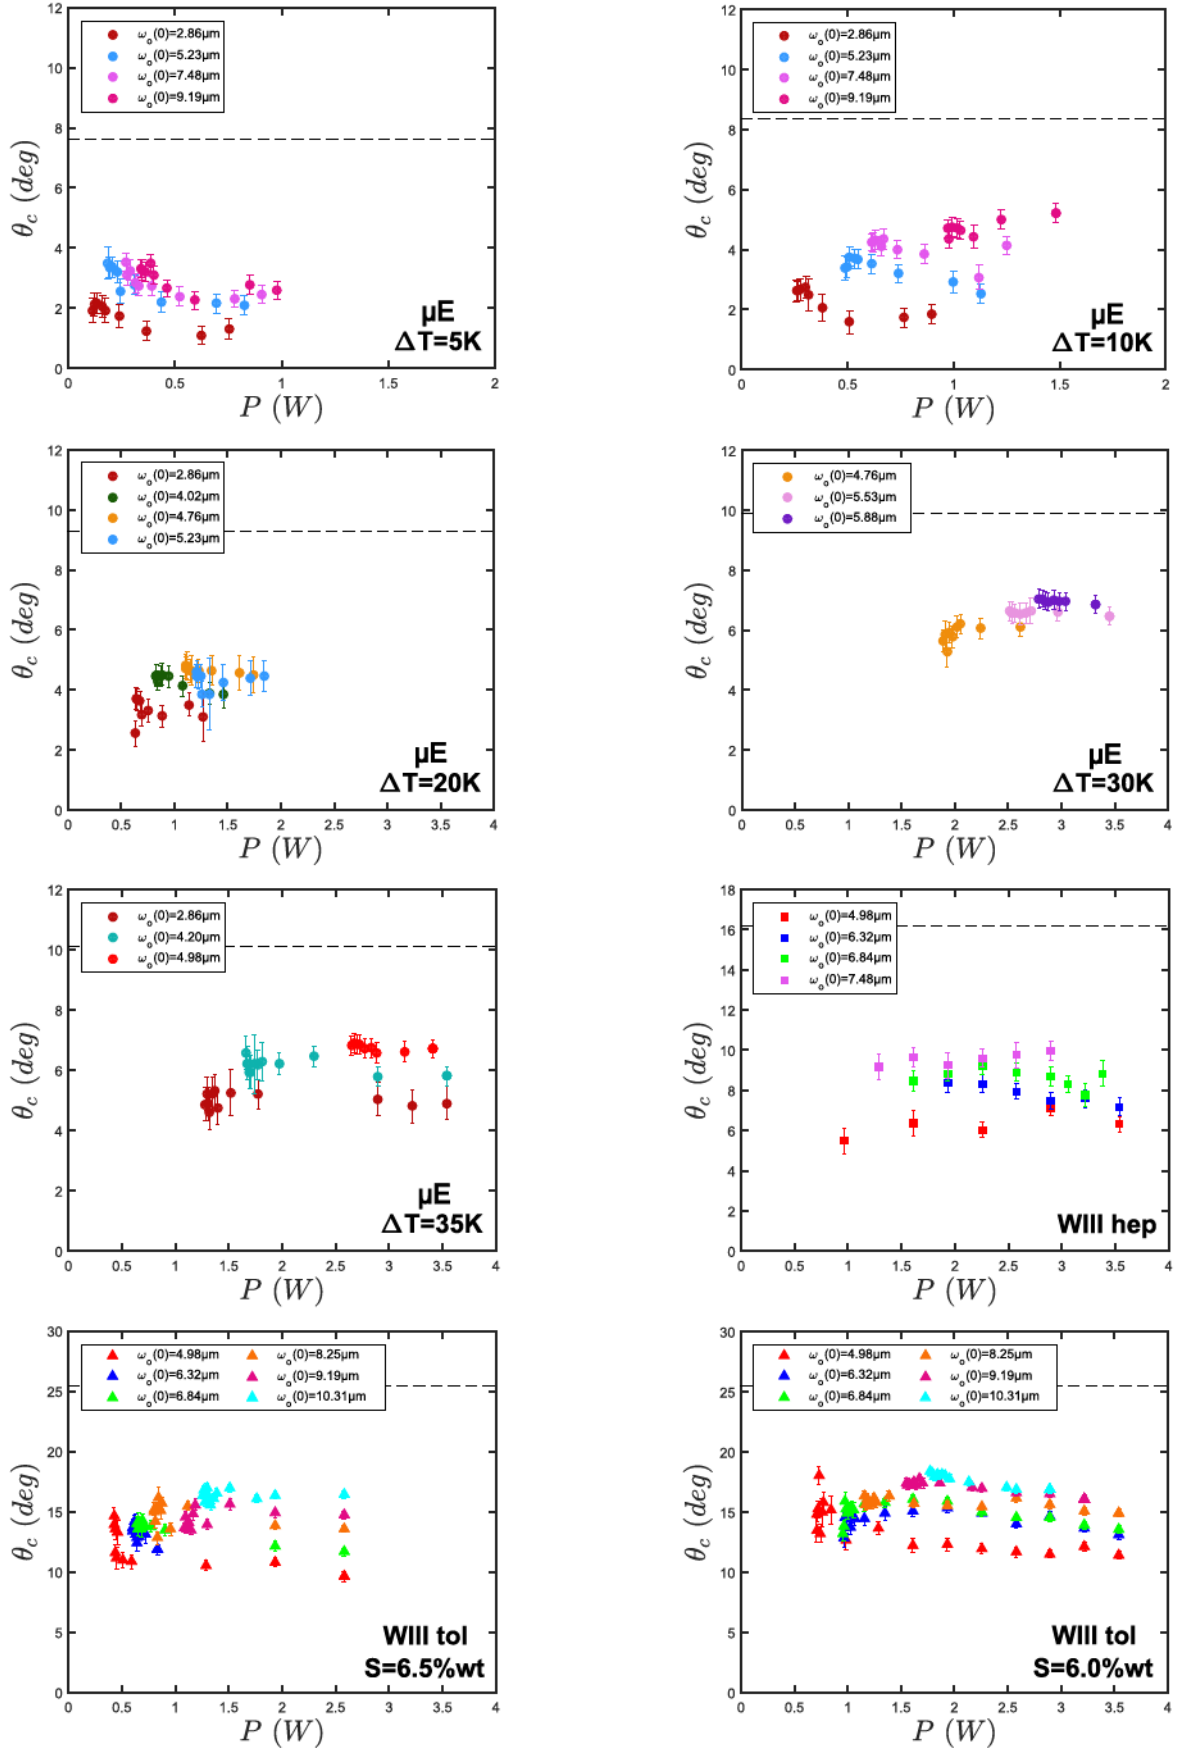 12
10
8
6
4
2
0
θc (deg)
ωo(0)=2.86μm
ωo(0)=5.23μm
ωo(0)=7.48μm
ωo(0)=9.19μm
μE
ΔT=5K
0 0.5 1 1.5 2
P (W)
12
10
8
6
4
2
0
θc (deg)
ωo(0)=2.86μm
ωo(0)=5.23μm
ωo(0)=7.48μm
ωo(0)=9.19μm
μE
ΔT=10K
0 0.5 1 1.5 2
P (W)
12
10
8
6
4
2
0
θc (deg)
ωo(0)=2.86μm
ωo(0)=4.02μm
ωo(0)=4.76μm
ωo(0)=5.23μm
μE
ΔT=20K
0 0.5 1 1.5 2 2.5 3 3.5 4
P (W)
12
10
8
6
4
2
0
θc (deg)
ωo(0)=4.76μm
ωo(0)=5.53μm
ωo(0)=5.88μm
μE
ΔT=30K
0 0.5 1 1.5 2 2.5 3 3.5 4
P (W)
12
10
8
6
4
2
0
θc (deg)
ωo(0)=2.86μm
ωo(0)=4.20μm
ωo(0)=4.98μm
μE
ΔT=35K
0 0.5 1 1.5 2 2.5 3 3.5 4
P (W)
18
16
14
12
10
8
6
4
2
0
θc (deg)
ωo(0)=4.98μm
ωo(0)=6.32μm
ωo(0)=6.84μm
ωo(0)=7.48μm
WIII hep
0 0.5 1 1.5 2 2.5 3 3.5 4
P (W)
30
25
20
15
10
5
0
θc (deg)
ωo(0)=4.98μm ωo(0)=8.25μm
ωo(0)=6.32μm ωo(0)=9.19μm
ωo(0)=6.84μm ωo(0)=10.31μm
WIII tol
S=6.5%wt
0 0.5 1 1.5 2 2.5 3 3.5 4
P (W)
30
25
20
15
10
5
0
θc (deg)
ωo(0)=4.98μm ωo(0)=8.25μm
ωo(0)=6.32μm ωo(0)=9.19μm
ωo(0)=6.84μm ωo(0)=10.31μm
WIII tol
S=6.0%wt
0 0.5 1 1.5 2 2.5 3 3.5 4
P (W)